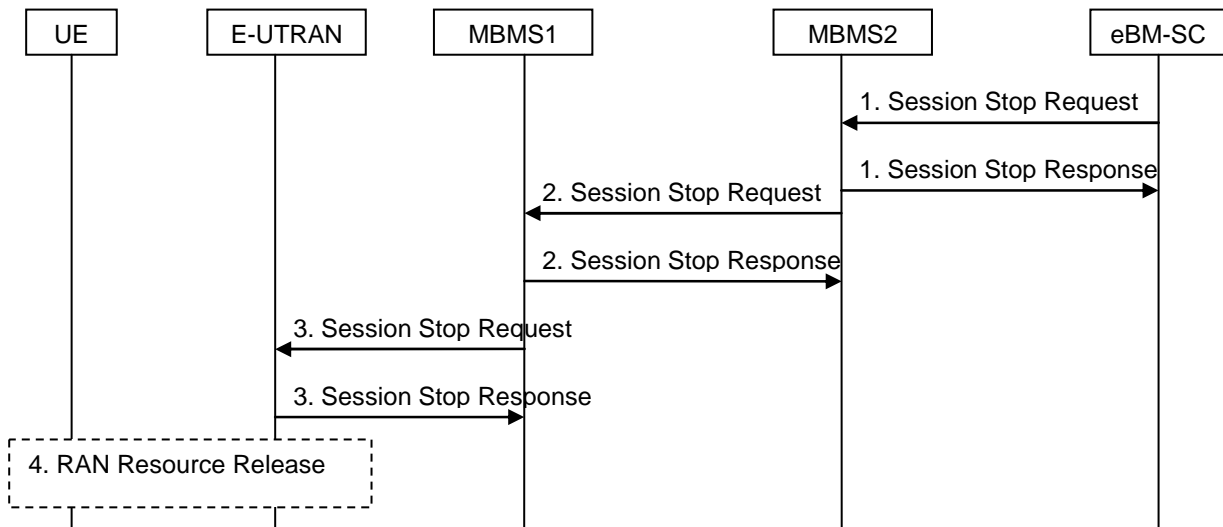 UE
E-UTRAN
MBMS1
MBMS2
eBM-SC
1. Session Stop Request
1. Session Stop Response
2. Session Stop Request
2. Session Stop Response
3. Session Stop Request
3. Session Stop Response
4. RAN Resource Release